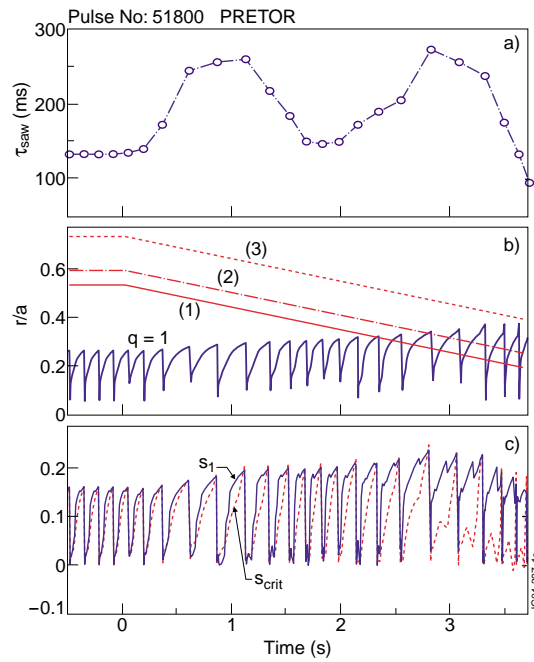 Pulse No: 51800 PRETOR
300
a)
200
100
τsaw (ms)
b)
(3)
(2)
(1)
0.6
0.4
0.2
0
r/a
q = 1
c)
s1
scrit
0.2
0.1
0
−0.1
0 1 2 3
Time (s)